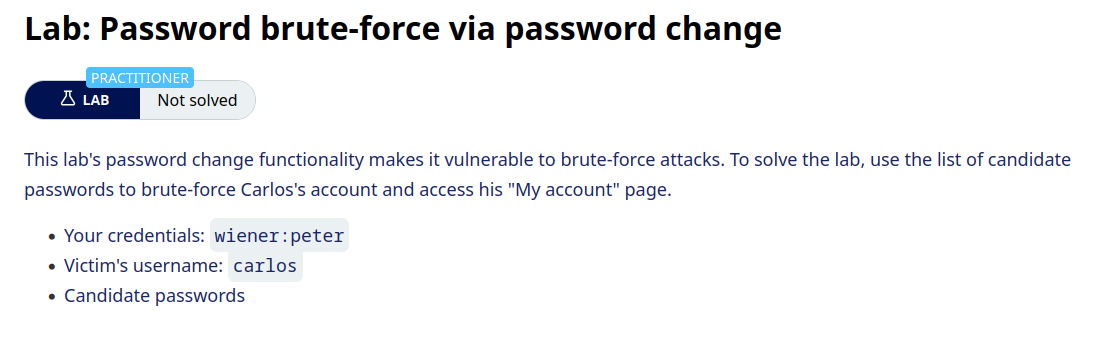 Lab: Password brute-force via password change
PRACTITIONER
LAB Not solved
This lab's password change functionality makes it vulnerable to brute-force attacks. To solve the lab, use the list of candidate
passwords to brute-force Carlos's account and access his "My account" page.
• Your credentials: wiener:peter
• Victim's username: carlos
• Candidate passwords